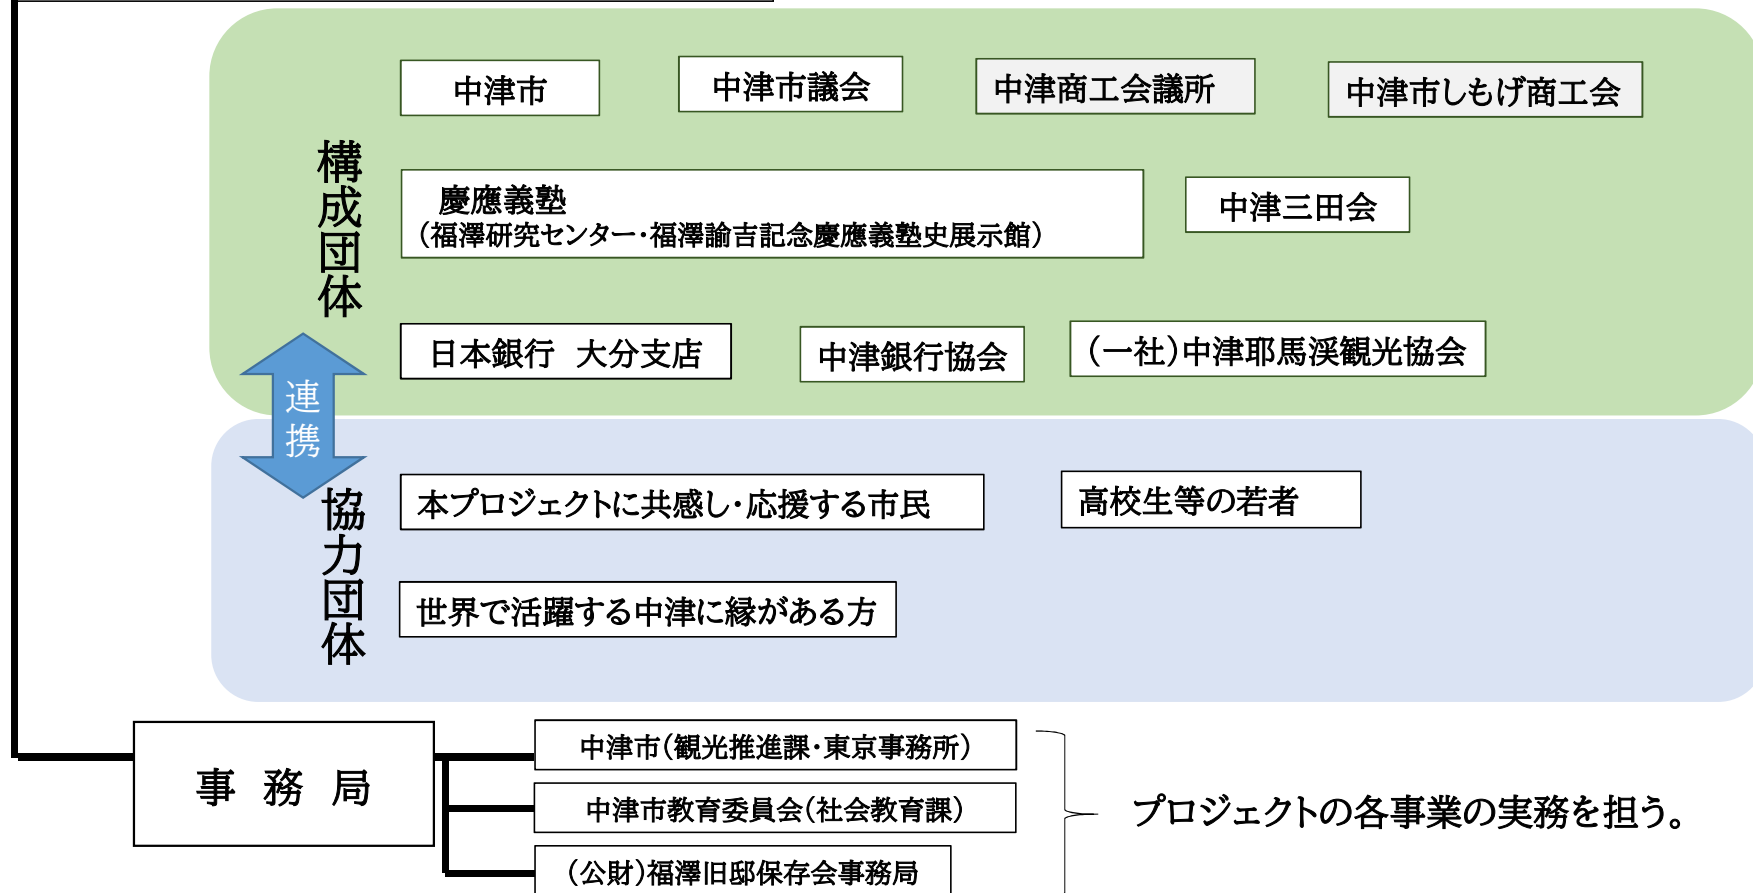 構成団体
中津市
中津市議会
中津商工会議所
中津市しもげ商工会
慶應義塾
（福澤研究センター・福澤諭吉記念慶應義塾史展示館）
中津三田会
日本銀行　大分支店
中津銀行協会
（一社）中津耶馬渓観光協会
連携
協力団体
本プロジェクトに共感し・応援する市民
高校生等の若者
世界で活躍する中津に縁がある方
事　務　局
中津市（観光推進課・東京事務所）
中津市教育委員会（社会教育課）
（公財）福澤旧邸保存会事務局
プロジェクトの各事業の実務を担う。